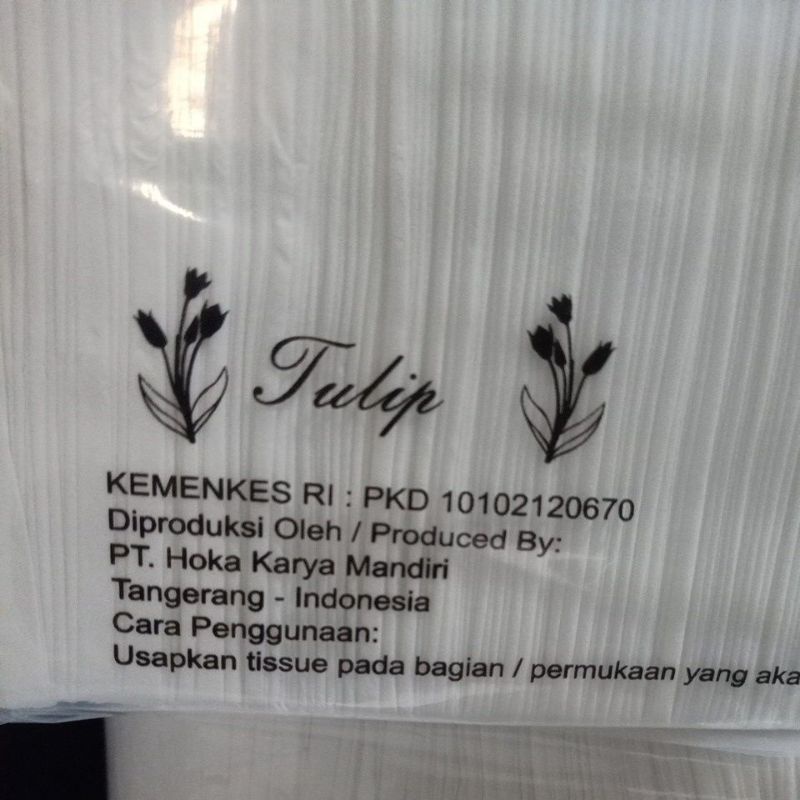 Tulip
KEMENKES RI : PKD 10102120670
Diproduksi Oleh / Produced By:
PT. Hoka Karya Mandiri
Tangerang - Indonesia
Cara Penggunaan:
Usapkan tissue pada bagian / permukaan yang aka